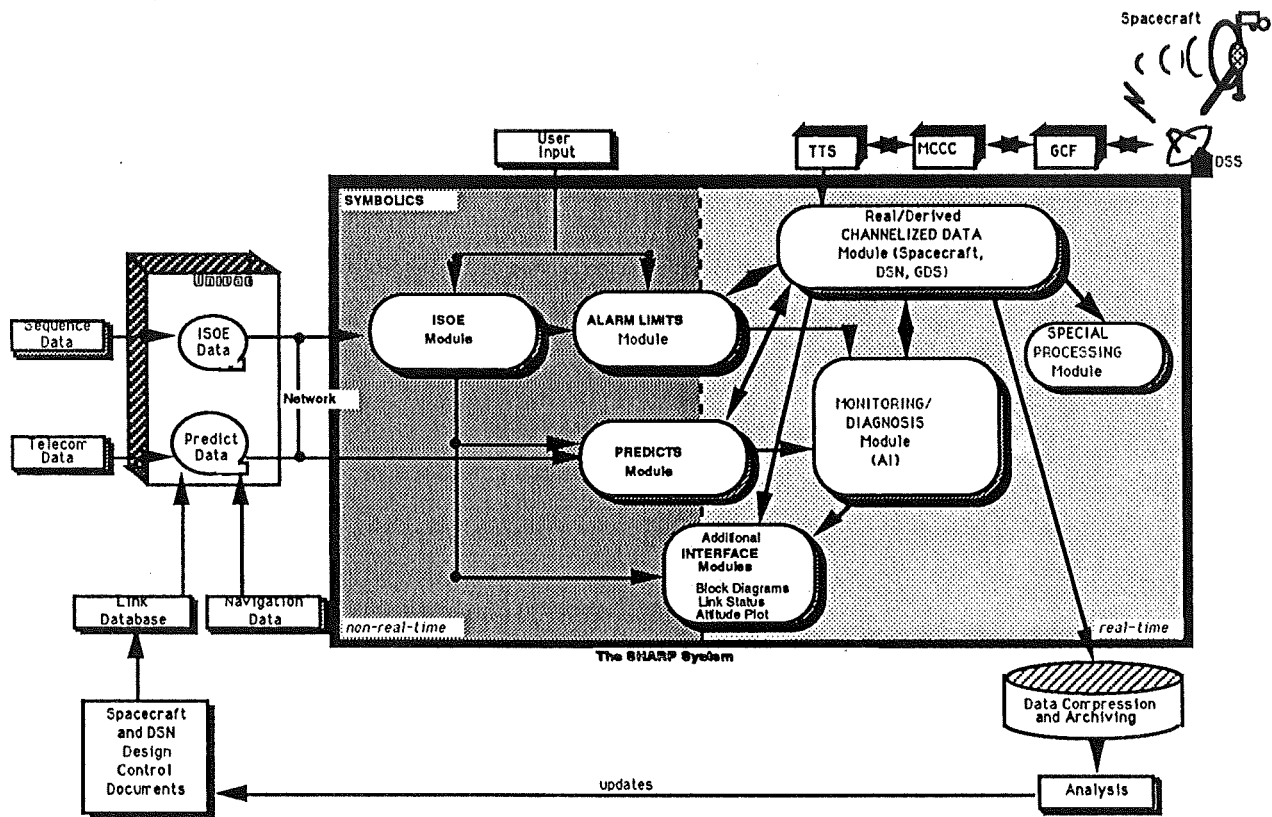 Spacecraft
User
Input
TTS
MCCC
GCF
DSS
SYMBOLICS
Real/Derived
CHANNELIZED DATA
Module (Spacecraft,
DSN, GDS)
Univac
Sequence
Data
ISOE
Data
ISOE
Module
ALARM LIMITS
Module
SPECIAL
PROCESSING
Module
Network
Telecom
Data
Predict
Data
PREDICTS
Module
MONITORING/
DIAGNOSIS
Module
(AI)
Additional
INTERFACE
Modules
Block Diagrams
Link Status
Attitude Plot
Link
Database
Navigation
Data
non-real-time
real-time
The SHARP System
Spacecraft
and DSN
Design
Control
Documents
Data Compression
and Archiving
updates
Analysis